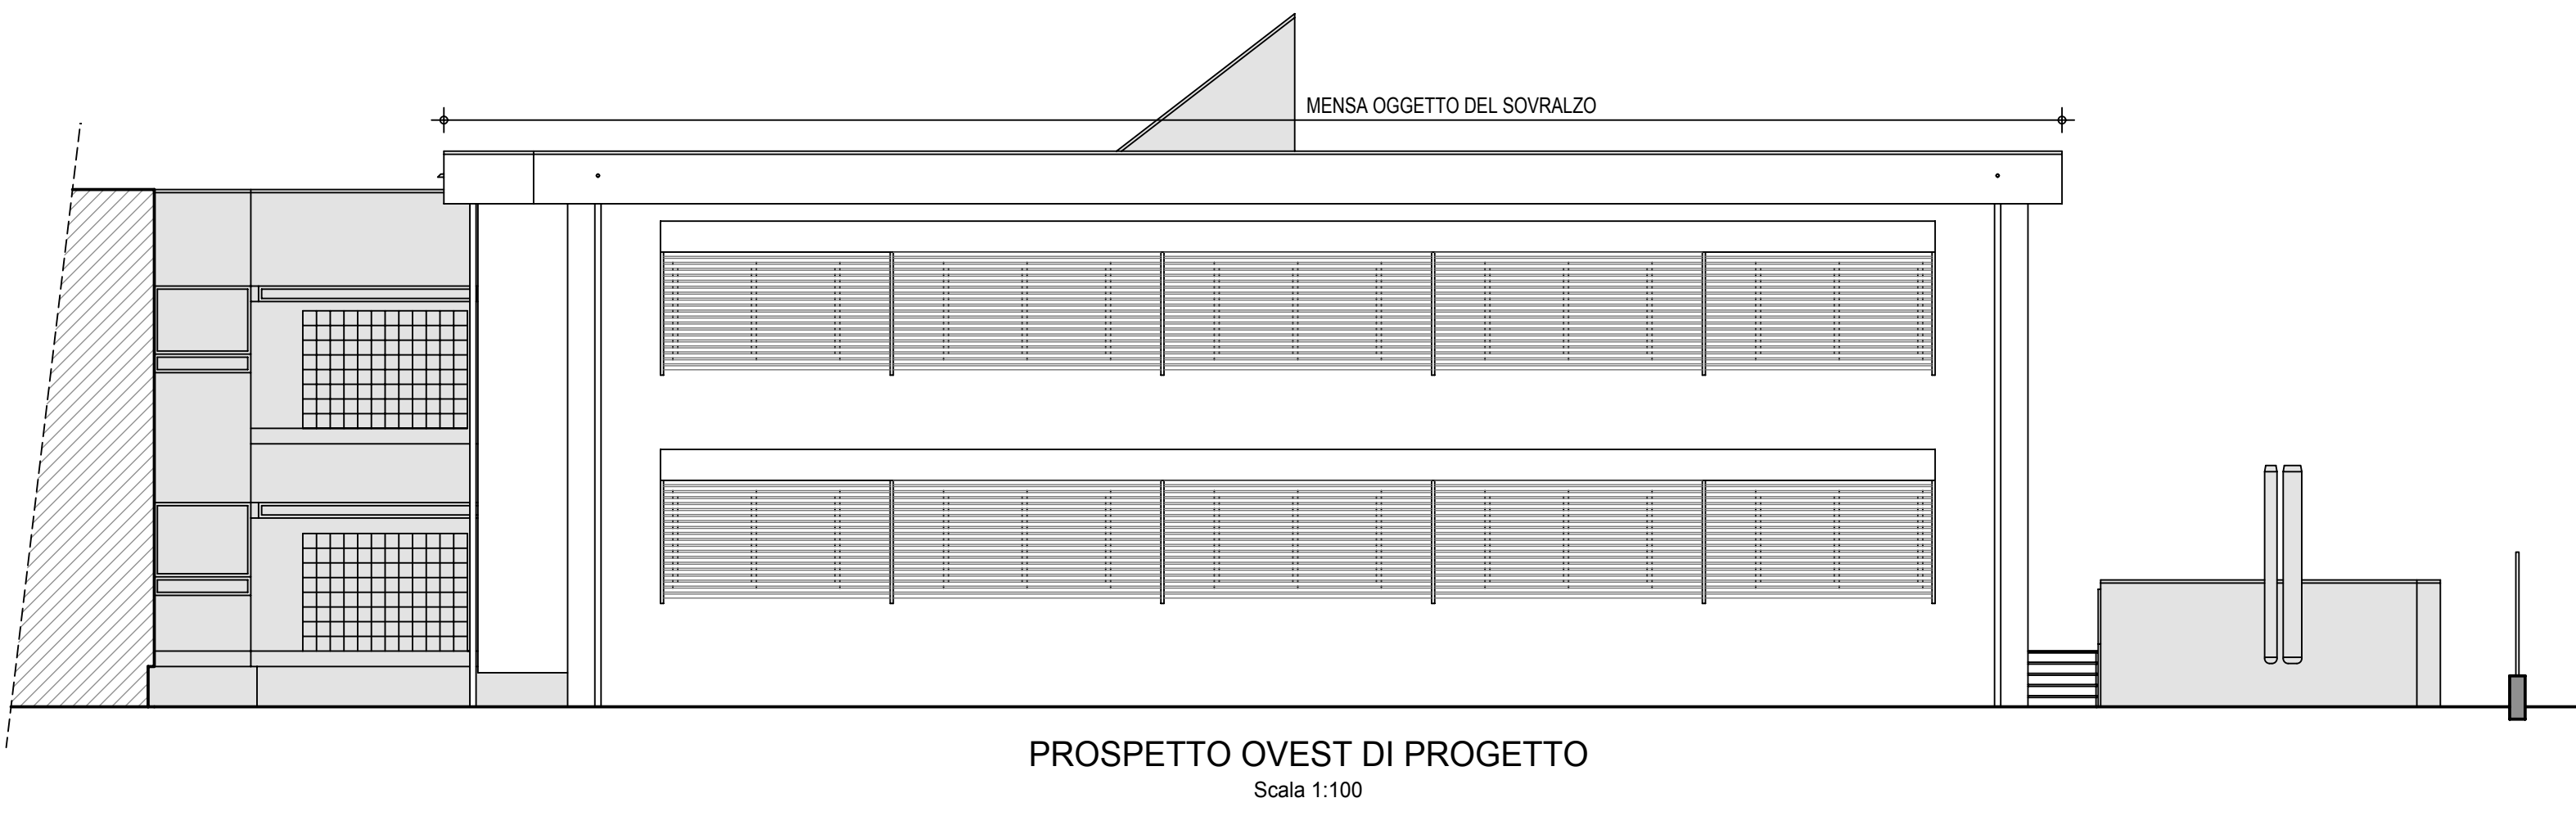 MENSA OGGETTO DEL SOVRALZO
PROSPETTO OVEST DI PROGETTO
Scala 1:100